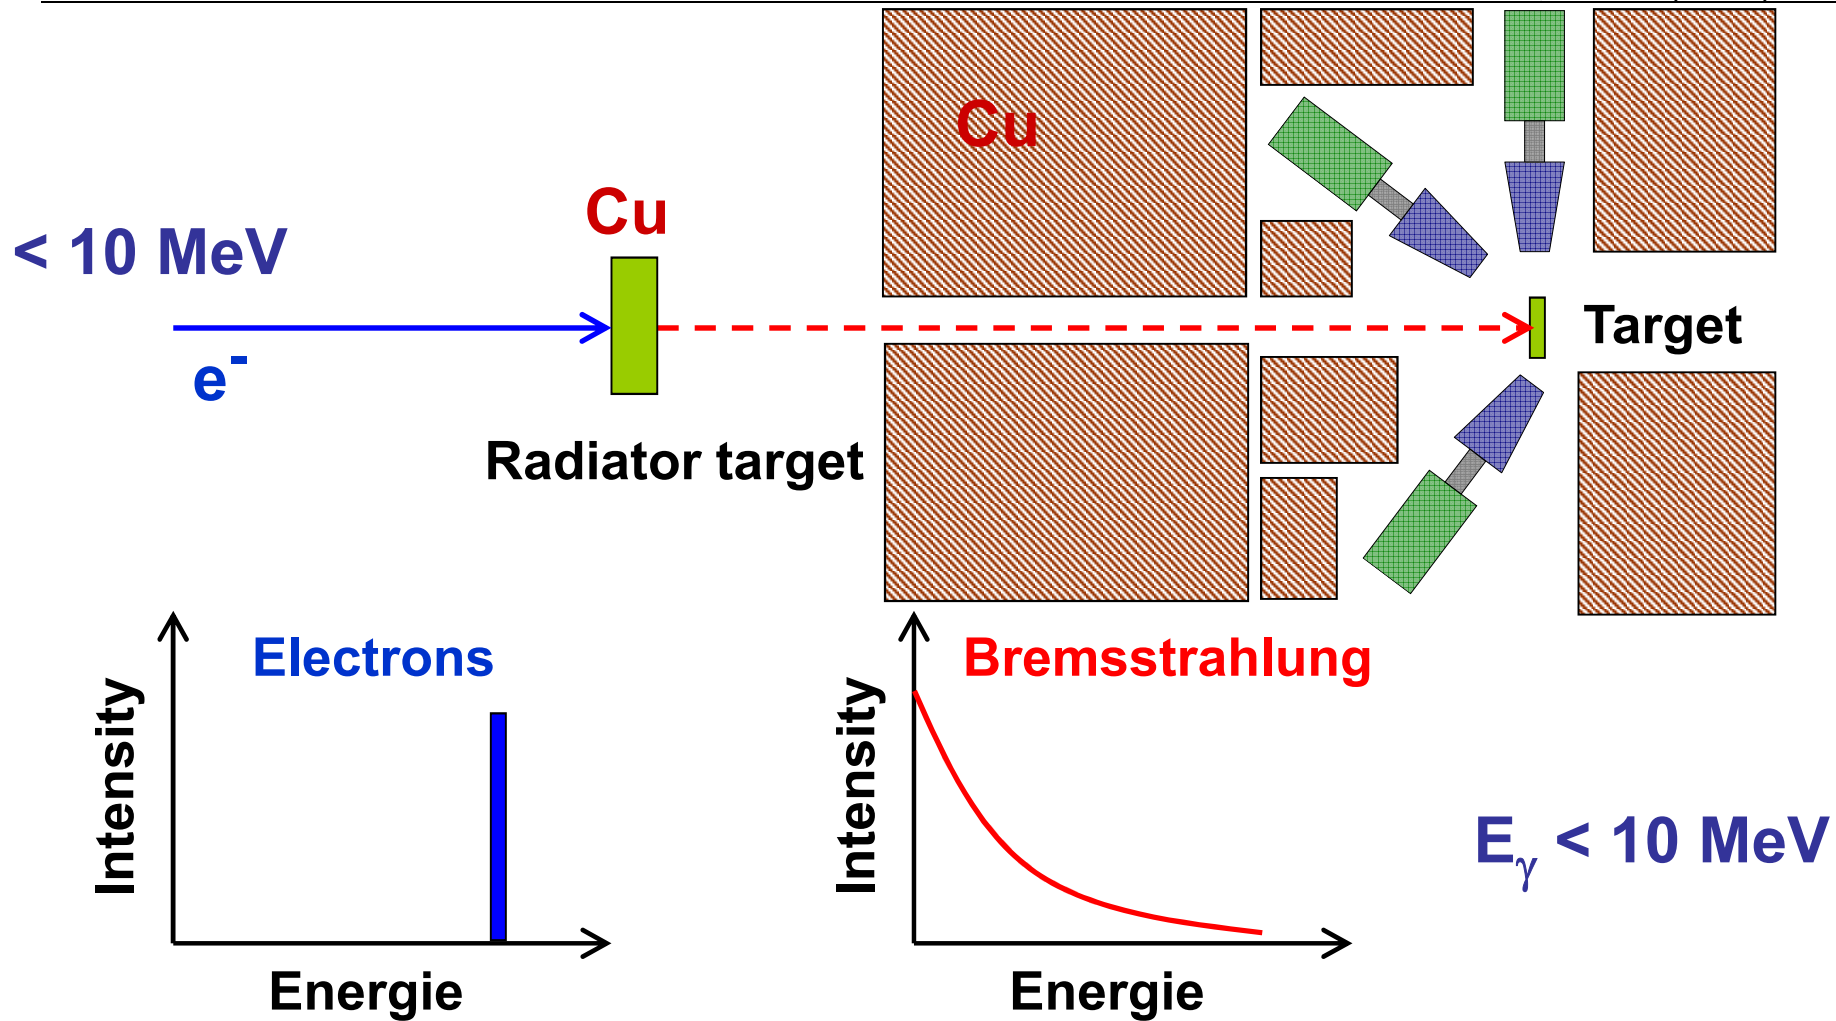 Cu
Cu
< 10 MeV
e-
Target
Radiator target
Electrons
Intensity
Energie
Bremsstrahlung
Intensity
Energie
Eγ < 10 MeV